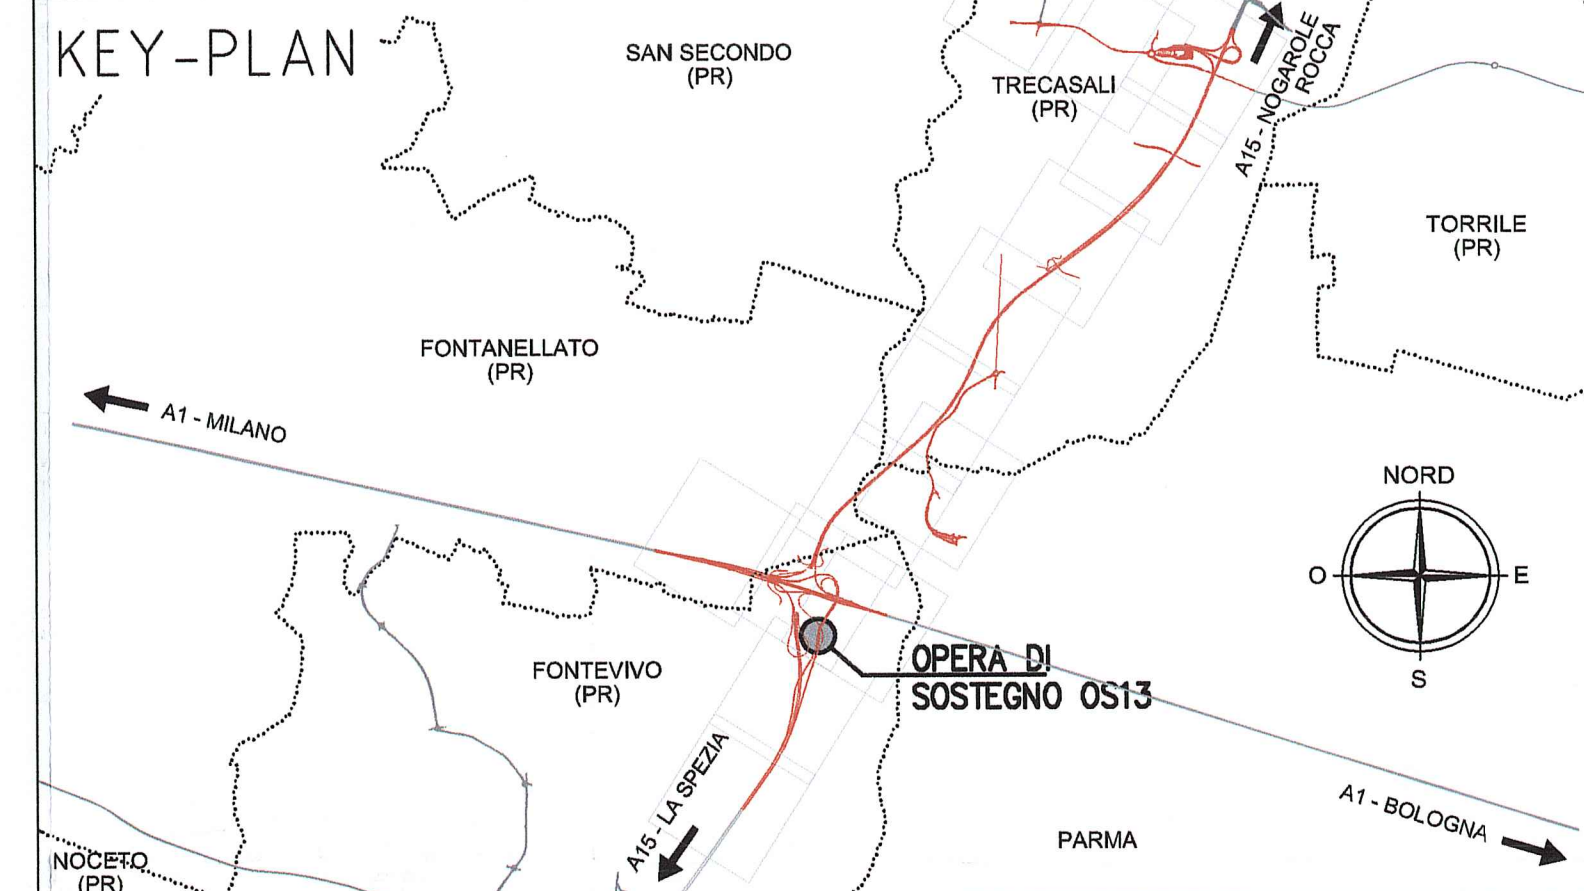 KEY-PLAN
SAN SECONDO
(PR)
TRECASALI
(PR)
A15 - NOGAROLE
ROCCA
TORRILE
(PR)
FONTANELLATO
(PR)
A1 - MILANO
NORD
O
E
S
FONTEVIVO
(PR)
OPERA DI
SOSTEGNO OS13
A15 - LA SPEZIA
A1 - BOLOGNA
PARMA
NOCETO
(PR)